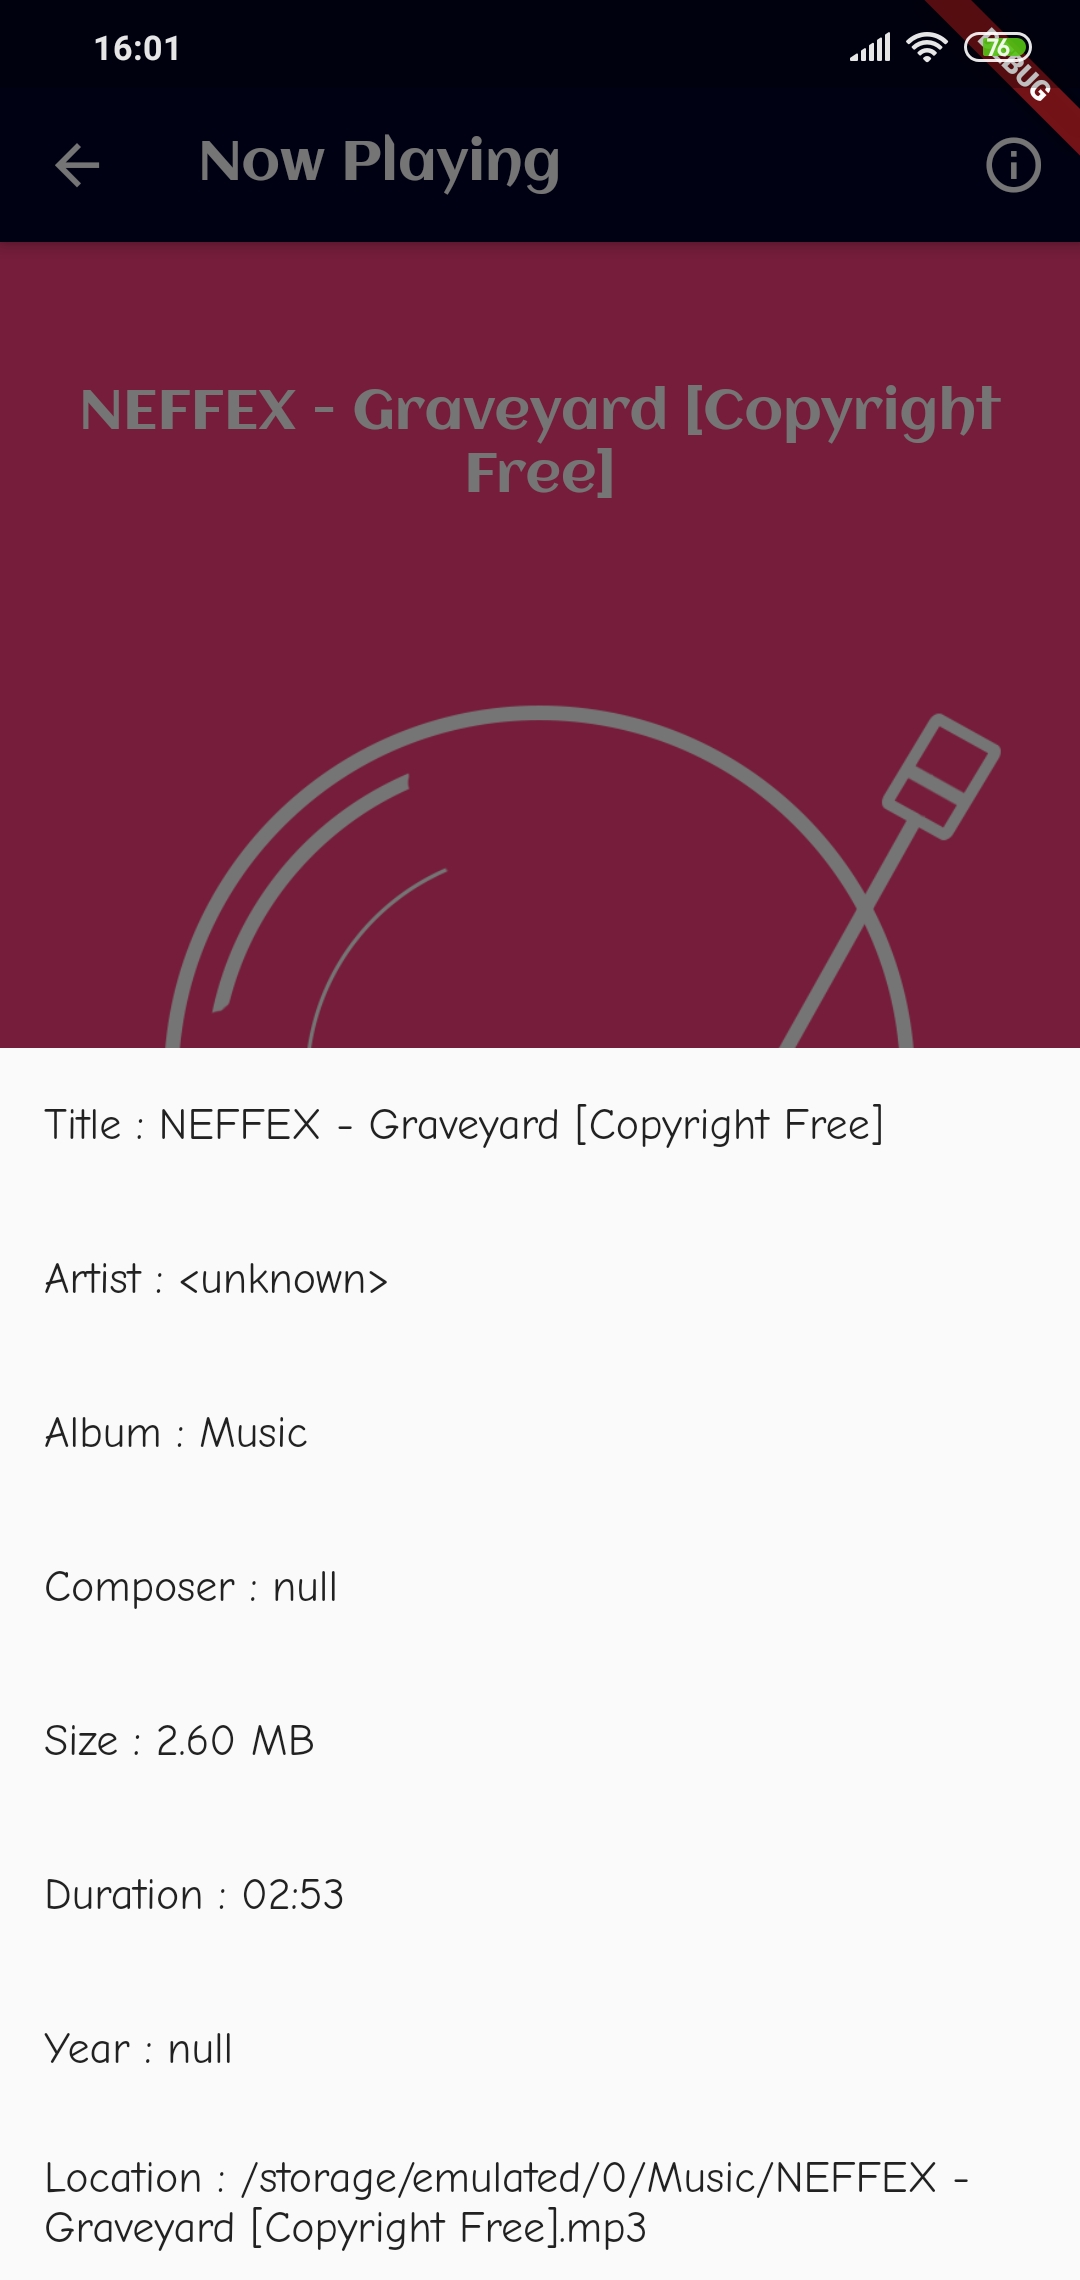 16:01
76
DEBUG
Now Playing
NEFFEX - Graveyard [Copyright
Free]
Title : NEFFEX - Graveyard [Copyright Free]
Artist : <unknown>
Album : Music
Composer : null
Size : 2.60 MB
Duration : 02:53
Year : null
Location : /storage/emulated/0/Music/NEFFEX -
Graveyard [Copyright Free].mp3